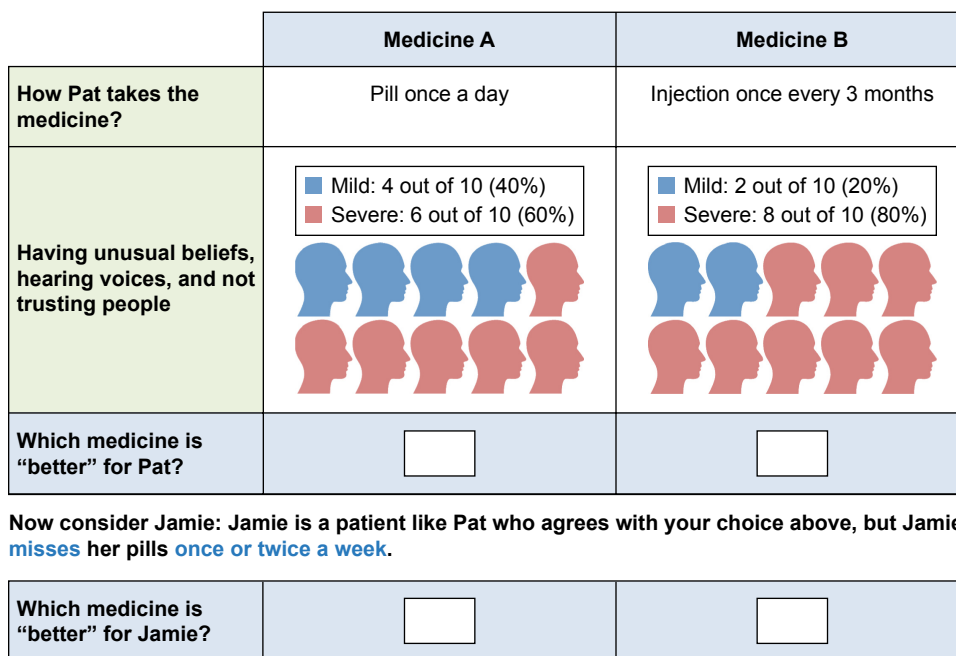 Medicine A
Medicine B
How Pat takes the
medicine?
Pill once a day
Injection once every 3 months
Having unusual beliefs,
hearing voices, and not
trusting people
Mild: 4 out of 10 (40%)
Severe: 6 out of 10 (60%)
Mild: 2 out of 10 (20%)
Severe: 8 out of 10 (80%)
Which medicine is
“better” for Pat?
Now consider Jamie: Jamie is a patient like Pat who agrees with your choice above, but Jamie
misses her pills once or twice a week.
Which medicine is
“better” for Jamie?